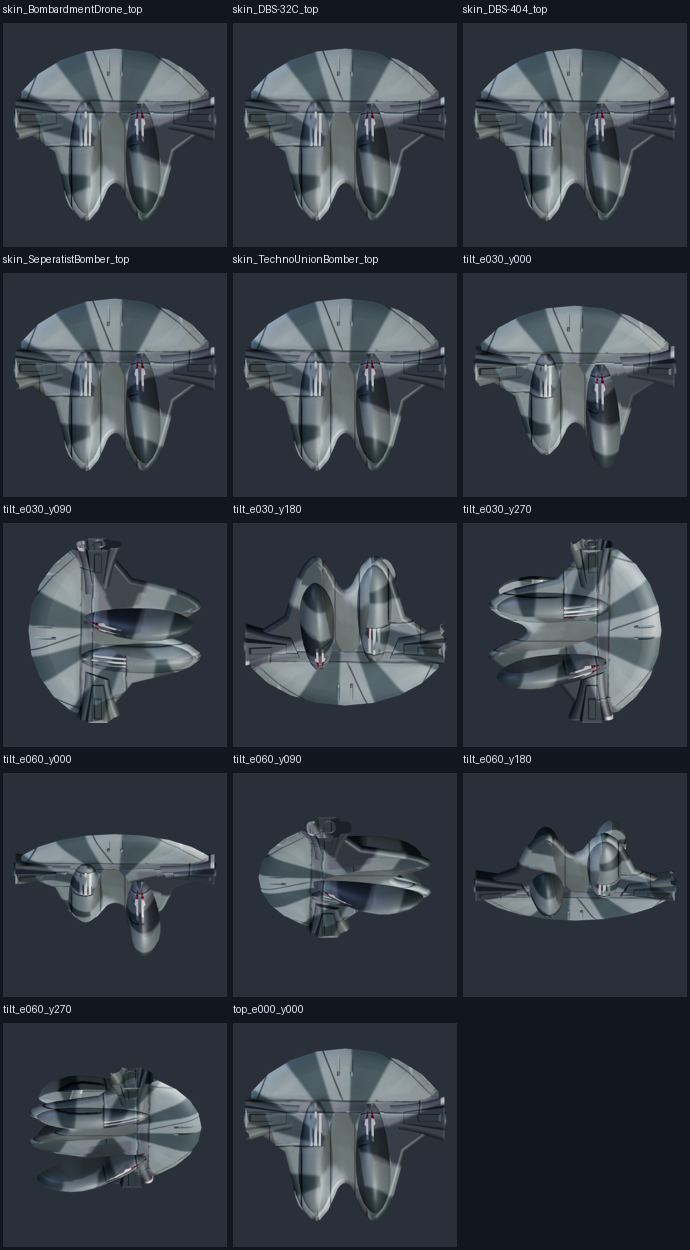 skin_BombardmentDrone_top
skin_DBS-32C_top
skin_DBS-404_top
skin_SeperatistBomber_top
skin_TechnoUnionBomber_top
tilt_e030_y000
tilt_e030_y090
tilt_e030_y180
tilt_e030_y270
tilt_e060_y000
tilt_e060_y090
tilt_e060_y180
tilt_e060_y270
top_e000_y000